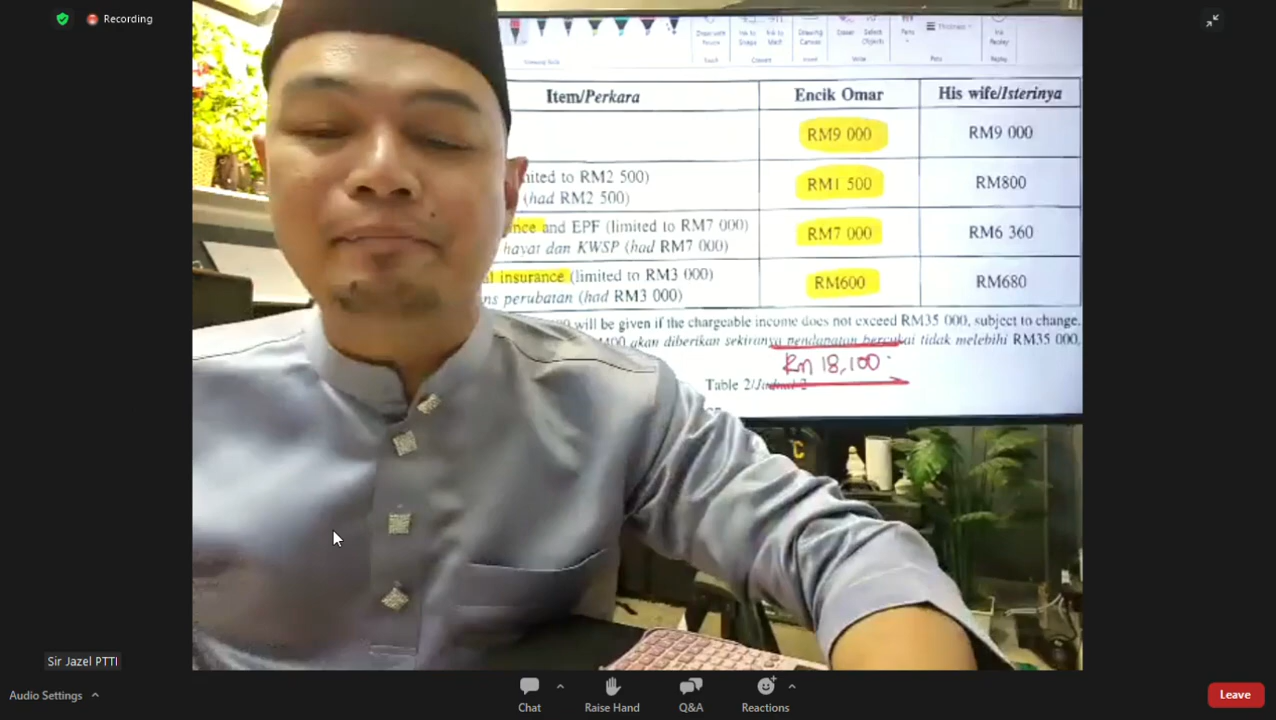 Recording
Item/Perkara
Encik Omar
His wife/Isterinya
RM9 000
RM9 000
limited to RM2 500)
(had RM2 500)
RM1 500
RM800
and EPF (limited to RM7 000)
hayat dan KWSP (had RM7 000)
RM7 000
RM6 360
insurance (limited to RM3 000)
perubatan (had RM3 000)
RM600
RM680
will be given if the chargeable income does not exceed RM35 000, subject to change.
akan diberikan sekiranya pendapatan bercukai tidak melebihi RM35 000,
Rm 18,100
Table 2/Jadual 2
Sir Jazel PTTI
Audio Settings
Chat
Raise Hand
Q&A
Reactions
Leave